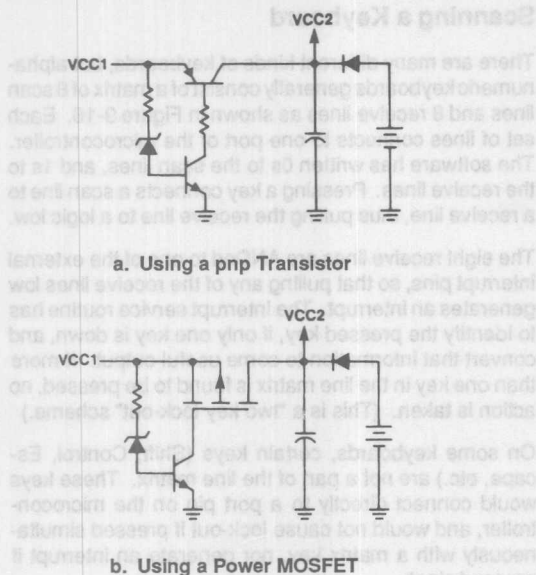 Scanning a Keyboard
There are many kinds of keyboards, alpha-
numeric keyboards generally consist of a matrix of 8 scan
lines and 8 receive lines as shown in Figure 9-16. Each
set of lines connects to one port of the microcontroller.
The software has written 0s to the scan lines, and 1s to
the receive lines. Pressing a key connects a scan line to
a receive line, thus pulling the receive line to a logic low.
The eight receive lines are ANDed to one of the external
interrupt pins, so that pulling any of the receive lines low
generates an interrupt. The interrupt service routine has
to identify the pressed key, if only one key is down, and
convert that information to some useful output. If more
than one key in the line matrix is found to be pressed, no
action is taken. (This is a "two key lock-out" scheme.)
On some keyboards, certain keys (Shift, Control, Es-
cape, etc.) are not a part of the line matrix. These keys
would connect directly to a port pin on the microcon-
troller, and would not cause lock-out if pressed simulta-
neously with a matrix key, nor generate an interrupt if
VCC2
VCC1
a. Using a pnp Transistor
VCC2
VCC1
b. Using a Power MOSFET